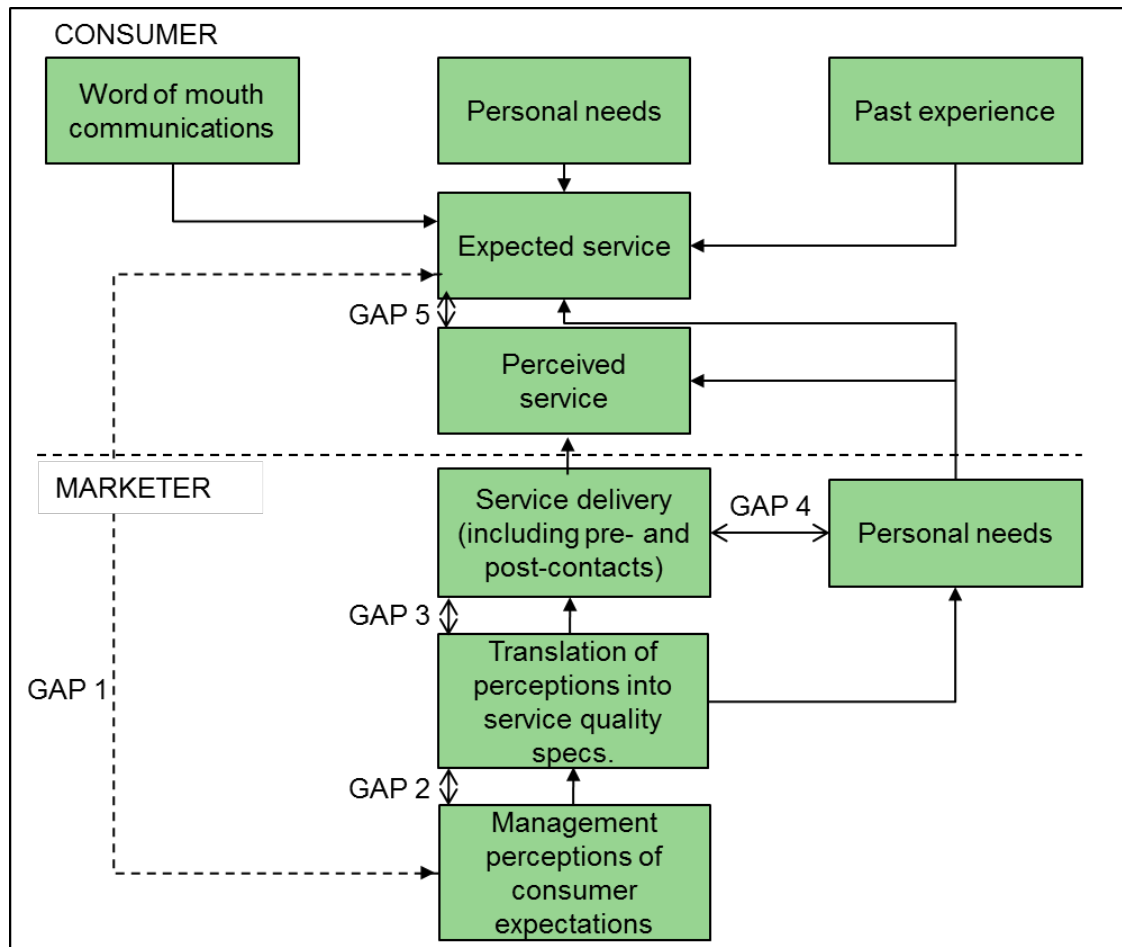 CONSUMER
Word of mouth
communications
Personal needs
Past experience
Expected service
GAP 5
Perceived
service
MARKETER
Service delivery
(including pre- and
post-contacts)
GAP 4
Personal needs
GAP 3
Translation of
perceptions into
service quality
specs.
GAP 1
GAP 2
Management
perceptions of
consumer
expectations